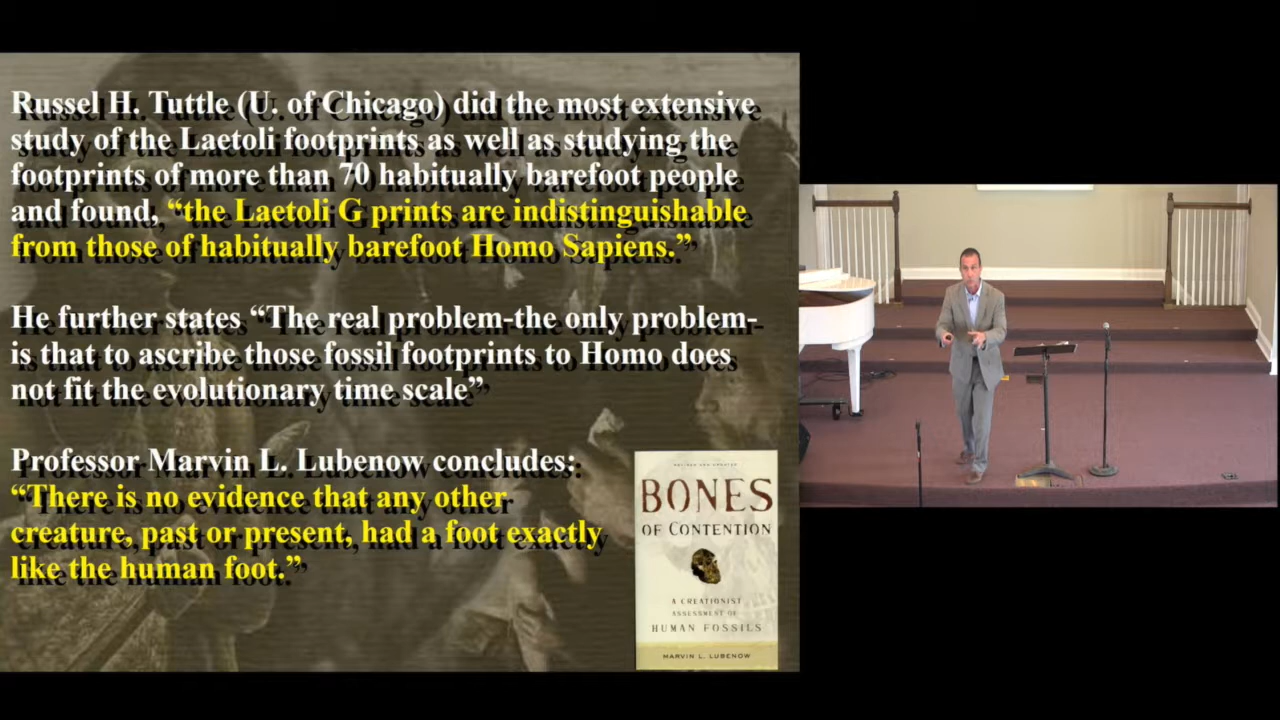 Russel H. Tuttle (U. of Chicago) did the most extensive
study of the Laetoli footprints as well as studying the
footprints of more than 70 habitually barefoot people
and found, “the Laetoli G prints are indistinguishable
from those of habitually barefoot Homo Sapiens.”
He further states “The real problem-the only problem-
is that to ascribe those fossil footprints to Homo does
not fit the evolutionary time scale”
Professor Marvin L. Lubenow concludes:
“There is no evidence that any other
creature, past or present, had a foot exactly
like the human foot.”
REVISED AND UPDATED
BONES
OF CONTENTION
A CREATIONIST
ASSESSMENT OF
HUMAN FOSSILS
MARVIN L. LUBENOW